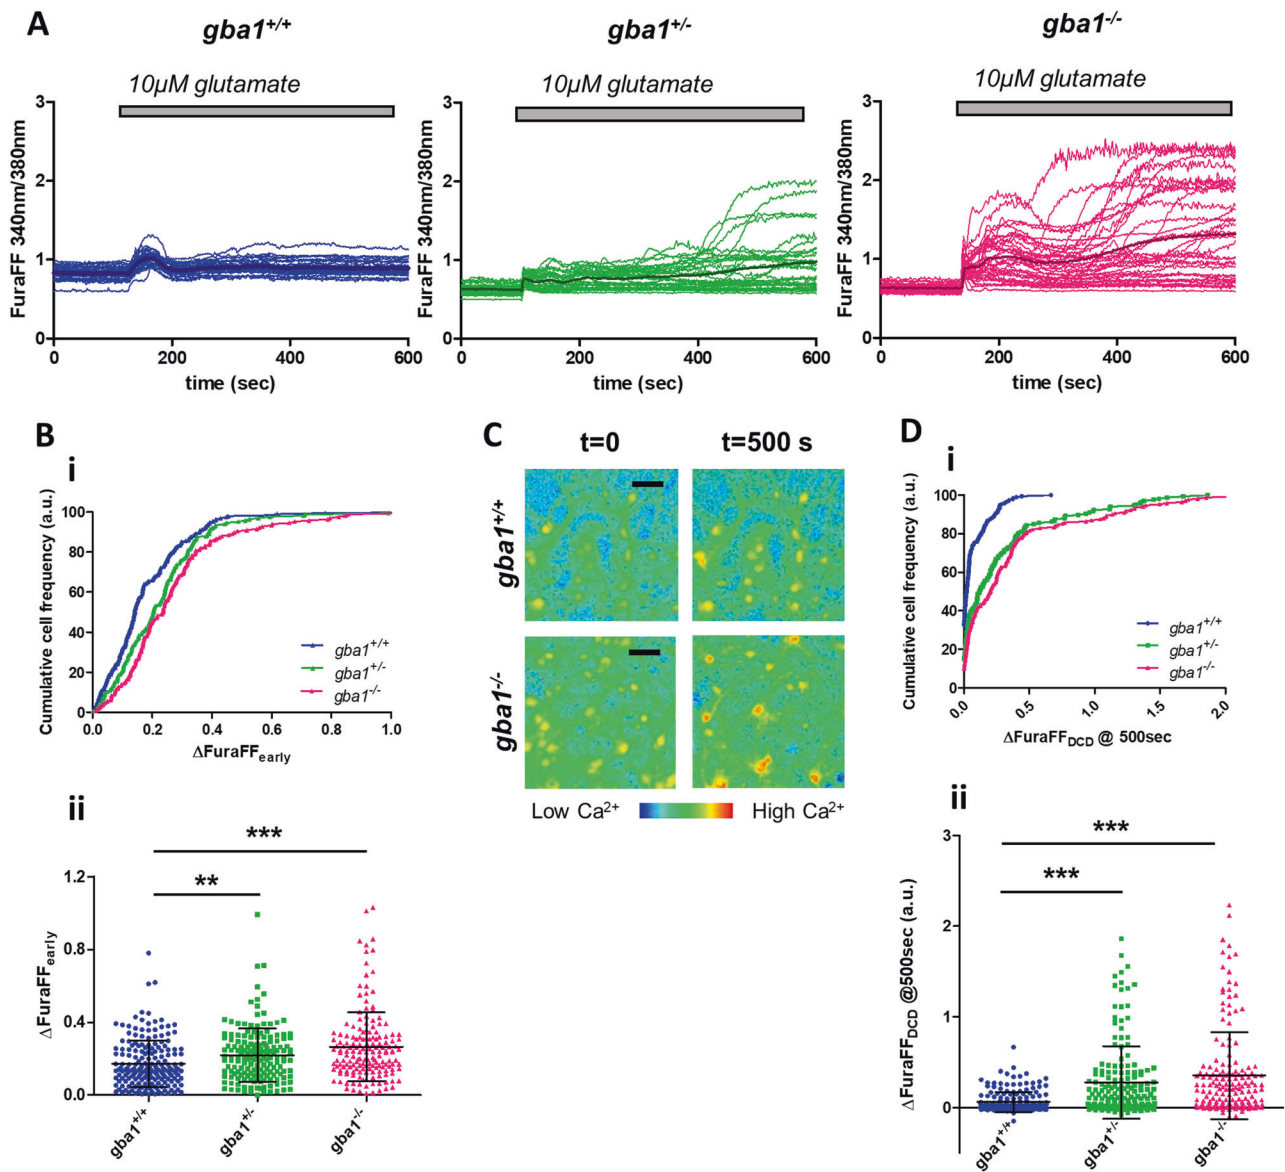 A
gba1+/+
gba1+/-
gba1-/-
10µM glutamate
10µM glutamate
10µM glutamate
FuraFF 340nm/380nm
3
2
1
0
0 200 400 600
time (sec)
FuraFF 340nm/380nm
3
2
1
0
0 200 400 600
time (sec)
FuraFF 340nm/380nm
3
2
1
0
0 200 400 600
time (sec)
B
i
Cumulative cell frequency (a.u.)
100
80
60
40
20
0
0.0 0.2 0.4 0.6 0.8 1.0
ΔFuraFFearly
gba1+/+
gba1+/-
gba1-/-
ii
***
**
ΔFuraFFearly
1.2
0.8
0.4
0.0
gba1+/+
gba1+/-
gba1-/-
C
t=0
t=500 s
gba1+/+
gba1-/-
Low Ca2+
High Ca2+
D
i
Cumulative cell frequency (a.u.)
100
80
60
40
20
0
0.0 0.5 1.0 1.5 2.0
ΔFuraFFDCD @ 500sec
gba1+/+
gba1+/-
gba1-/-
ii
***
***
ΔFuraFFDCD @500sec (a.u.)
3
2
1
0
gba1+/+
gba1+/-
gba1-/-